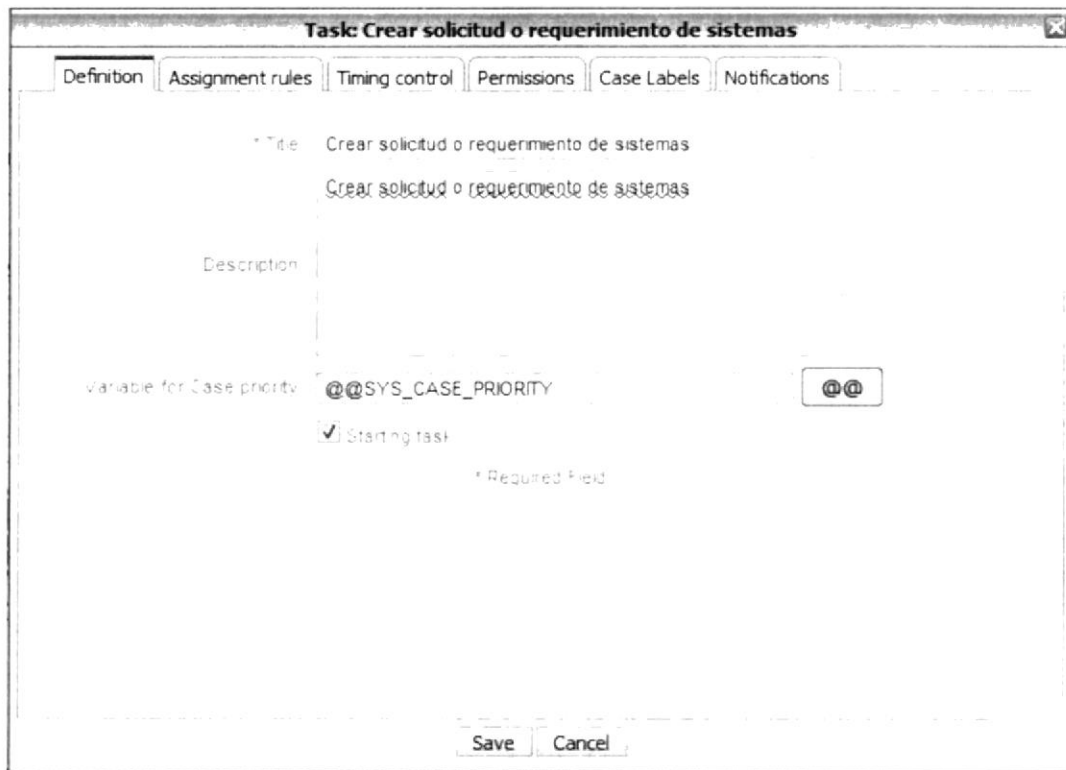 Task: Crear solicitud o requerimiento de sistemas
Definition Assignment rules Timing control Permissions Case Labels Notifications
* Title Crear solicitud o requerimiento de sistemas
Crear solicitud o requerimiento de sistemas
Description
Variable for Case priority @@SYS_CASE_PRIORITY @@
Starting task
* Required Field
Save Cancel